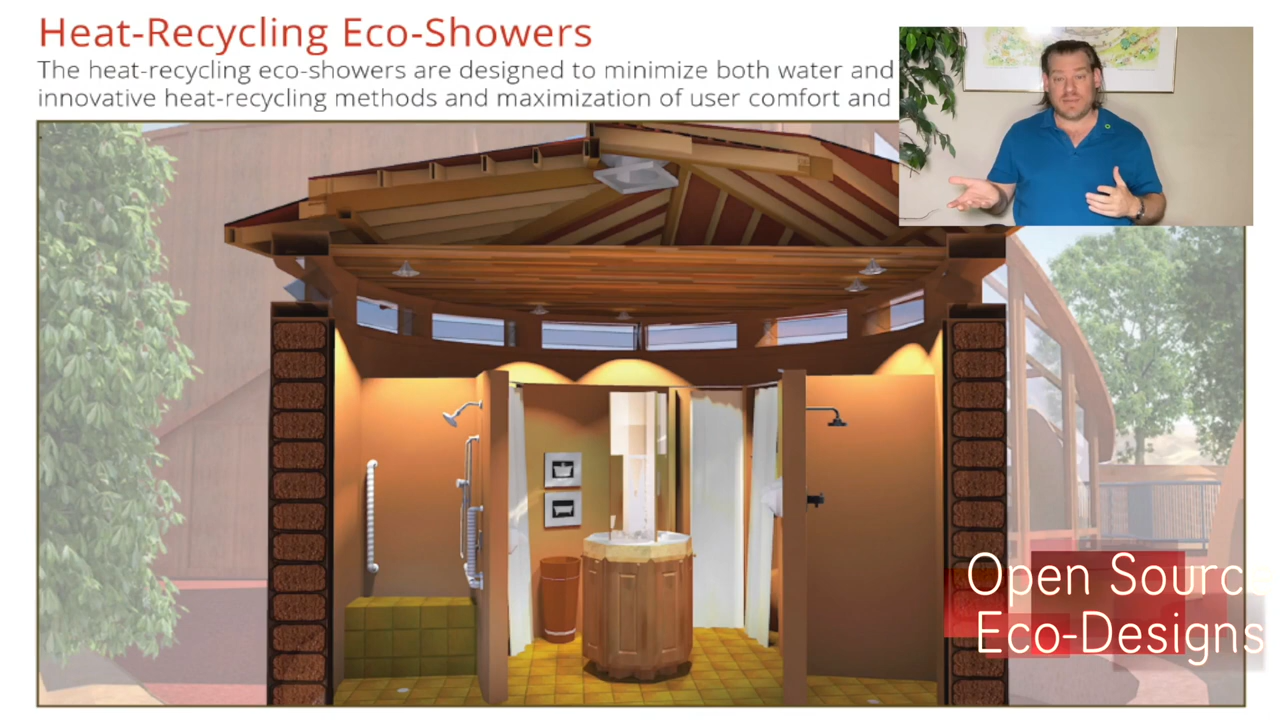 Heat-Recycling Eco-Showers
The heat-recycling eco-showers are designed to minimize both water and
innovative heat-recycling methods and maximization of user comfort and
Open Sourc
Eco-Designs